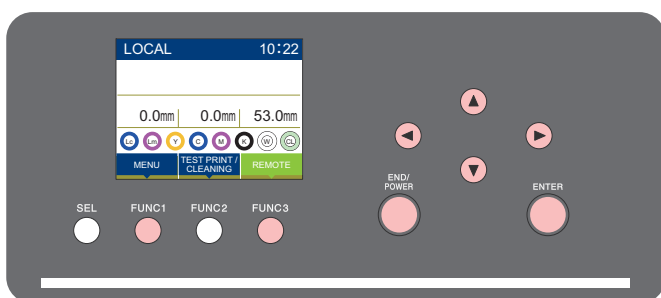 LOCAL 10:22
0.0mm 0.0mm 53.0mm
Lc Lm Y C M K W CL
MENU TEST PRINT / CLEANING REMOTE
SEL FUNC1 FUNC2 FUNC3
END/
POWER
ENTER